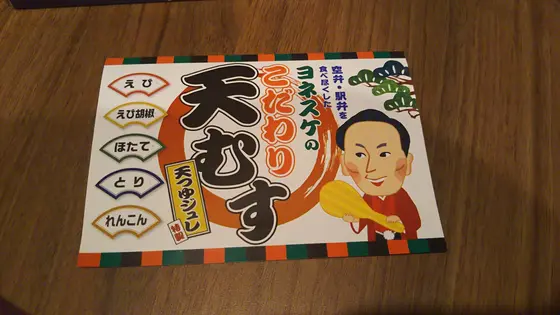 空弁・駅弁を
食べ尽くした
ヨネスケの
こだわり
天むす
天つゆジュレ
特製
えび
えび胡椒
ほたて
とり
れんこん